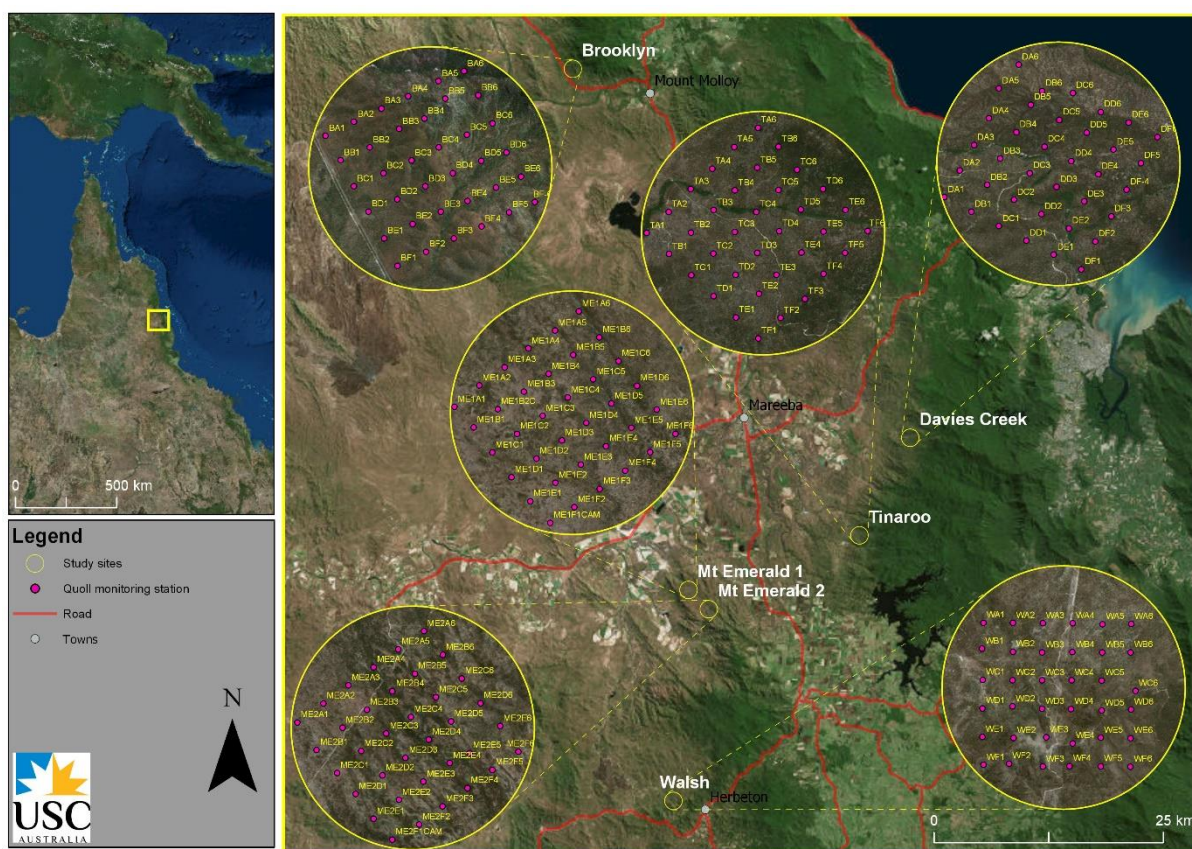 0 500 km
Legend
Study sites
Quoll monitoring station
Road
Towns
N
USC
AUSTRALIA
Brooklyn
Mount Molloy
BA6
BA5
BA4 BB6
BA3 BB5
BA2 BB4 BC6
BA1 BB3 BC5
BB2 BC4 BD6
BB1 BC3 BD5
BC2 BD4 BE6
BC1 BD3 BE5
BD2 BE4
BD1 BE3 BF5
BE2 BF4
BE1 BF3
BF2
BF1
TA6
TA5 TB6
TA4 TB5 TC6
TA3 TB4 TC5 TD6
TA2 TB3 TC4 TD5 TE6
TA1 TB2 TC3 TD4 TE5 TF6
TB1 TC2 TD3 TE4 TF5
TC1 TD2 TE3 TF4
TD1 TE2 TF3
TE1 TF2
TF1
DA6
DA5 DB6 DC6
DA4 DB5 DC5 DD6
DA3 DB4 DC4 DD5 DE6
DA2 DB3 DC3 DD4 DE5
DA1 DB2 DC2 DD3 DE4 DF5
DB1 DD2 DE3 DF-4
DC1 DE2 DF3
DD1 DF2
DE1
DF1
ME1A6
ME1A5 ME1B6
ME1A4 ME1B5 ME1C6
ME1A3 ME1B4 ME1C5 ME1D6
ME1A2 ME1B3 ME1C4 ME1D5 ME1E6
ME1A1 ME1B2C ME1C3 ME1D4 ME1E5 ME1F6
ME1B1 ME1C2 ME1D3 ME1E4 ME1F5
ME1C1 ME1D2 ME1E3 ME1F4
ME1D1 ME1E2 ME1F3
ME1E1 ME1F2
ME1F1CAM
Mareeba
Davies Creek
Tinaroo
Mt Emerald 1
Mt Emerald 2
ME2A6
ME2A5 ME2B6
ME2A4 ME2B5 ME2C6
ME2A3 ME2B4 ME2C5 ME2D6
ME2A2 ME2B3 ME2C4 ME2D5 ME2E6
ME2A1 ME2B2 ME2C3 ME2D4 ME2E5 ME2F6
ME2B1 ME2C2 ME2D3 ME2E4 ME2F5
ME2C1 ME2D2 ME2E3 ME2F4
ME2D1 ME2E2 ME2F3
ME2E1 ME2F2
ME2F1CAM
WA1 WA2 WA3 WA4 WA5 WA6
WB1 WB2 WB3 WB4 WB5 WB6
WC1 WC2 WC3 WC4 WC5 WC6
WD1 WD2 WD3 WD4 WD5 WD6
WE1 WE2 WE3 WE4 WE5 WE6
WF1 WF2 WF3 WF4 WF5 WF6
Walsh
Herbeton
0 25 km